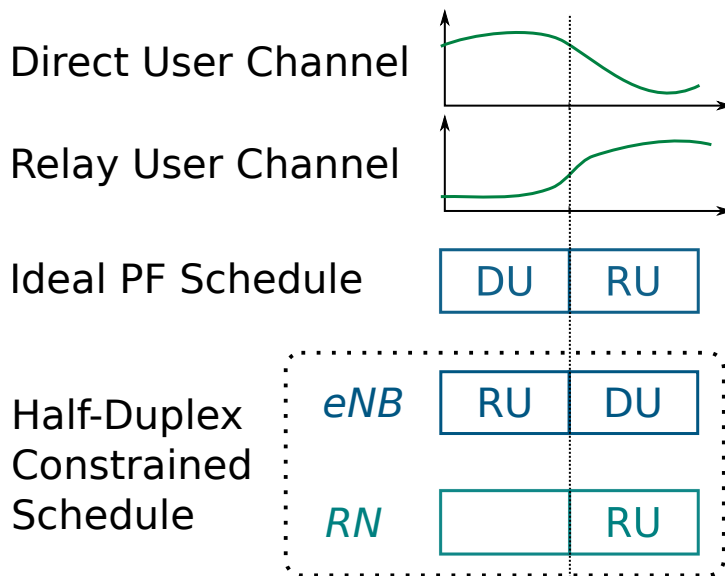 Direct User Channel
Relay User Channel
Ideal PF Schedule
DU RU
Half-Duplex
Constrained
Schedule
eNB
RU DU
RN
RU